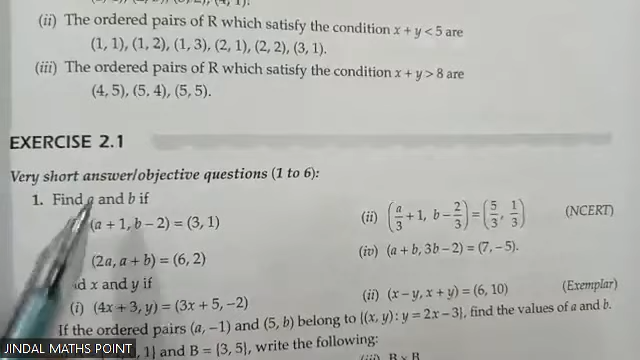 (ii) The ordered pairs of R which satisfy the condition x + y < 5 are
(1, 1), (1, 2), (1, 3), (2, 1), (2, 2), (3, 1).
(iii) The ordered pairs of R which satisfy the condition x + y > 8 are
(4, 5), (5, 4), (5, 5).
EXERCISE 2.1
Very short answer/objective questions (1 to 6):
1. Find a and b if
(a + 1, b – 2) = (3, 1)
(ii) (a/3 + 1, b – 2/3) = (5/3, 1/3) (NCERT)
(2a, a + b) = (6, 2)
(iv) (a + b, 3b – 2) = (7, –5).
x and y if
(i) (4x + 3, y) = (3x + 5, –2)
(ii) (x – y, x + y) = (6, 10) (Exemplar)
If the ordered pairs (a, –1) and (5, b) belong to {(x, y) : y = 2x – 3}, find the values of a and b.
1} and B = {3, 5}, write the following:
B × B
JINDAL MATHS POINT